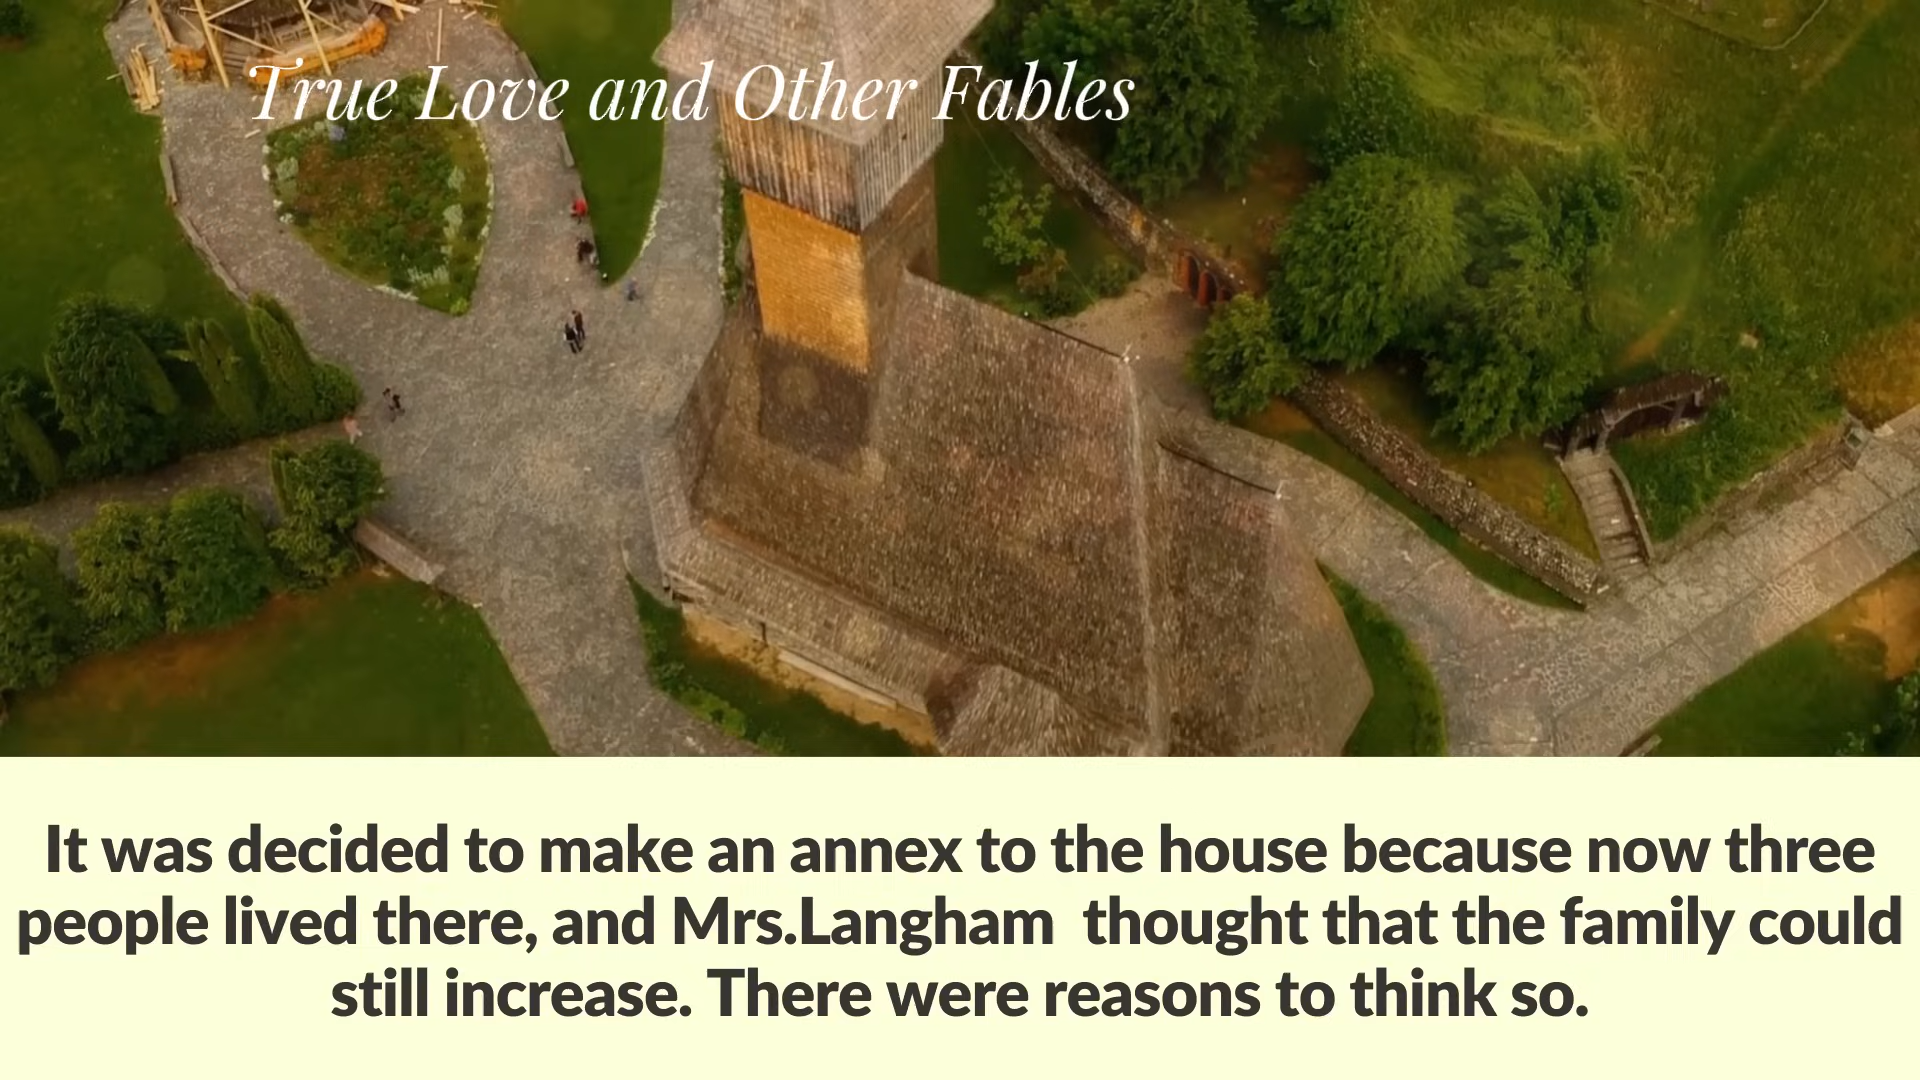 True Love and Other Fables
It was decided to make an annex to the house because now three
people lived there, and Mrs.Langham  thought that the family could
still increase. There were reasons to think so.